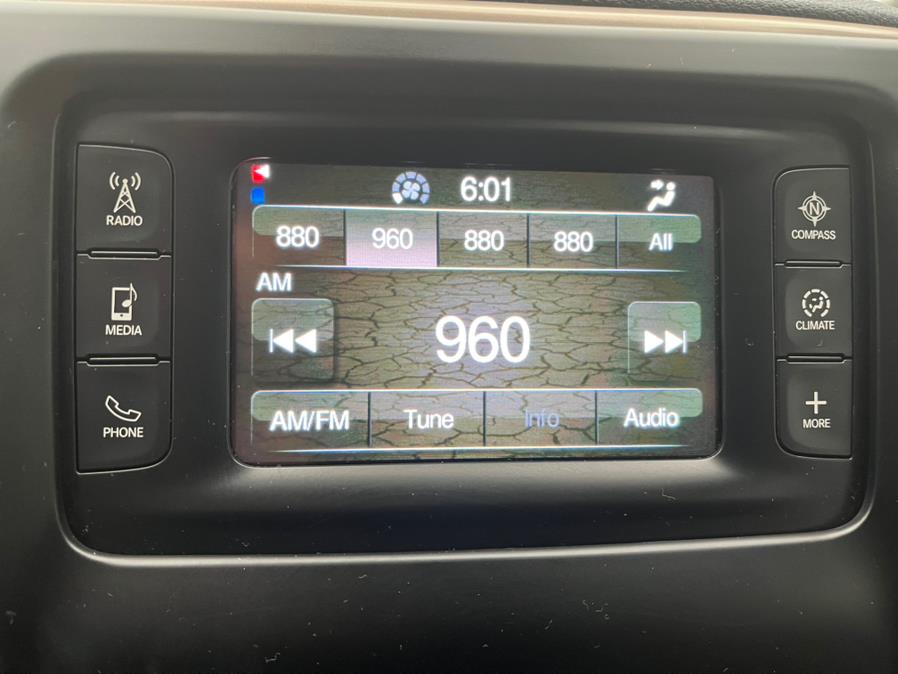 6:01
RADIO
880 960 880 880 All
COMPASS
N
AM
MEDIA
960
CLIMATE
PHONE
AM/FM Tune Info Audio
MORE